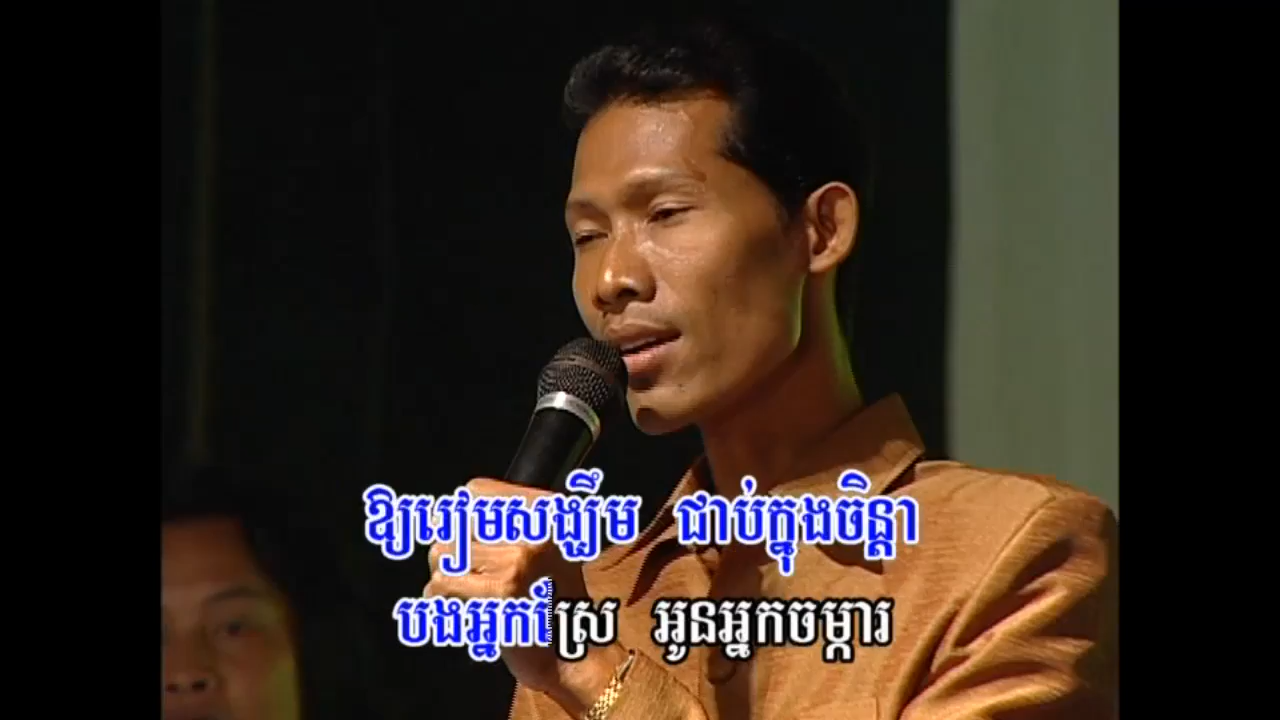 ឱ្យរៀមសង្ឃឹម ជាប់ក្នុងចិន្តា
បងអ្នកស្រែ អូនអ្នកចម្ការ